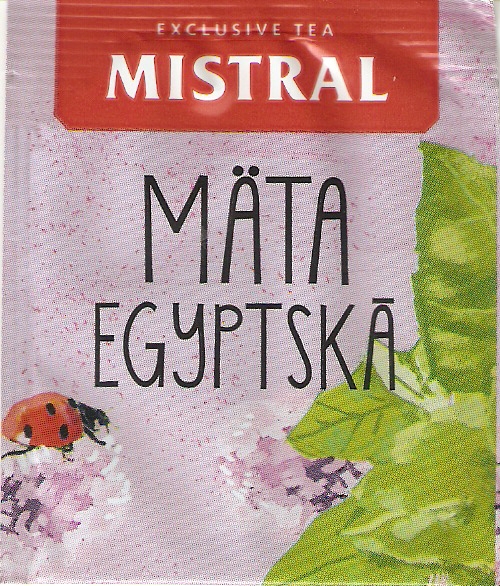 EXCLUSIVE TEA
MISTRAL
MÄTA
EGYPTSKÁ